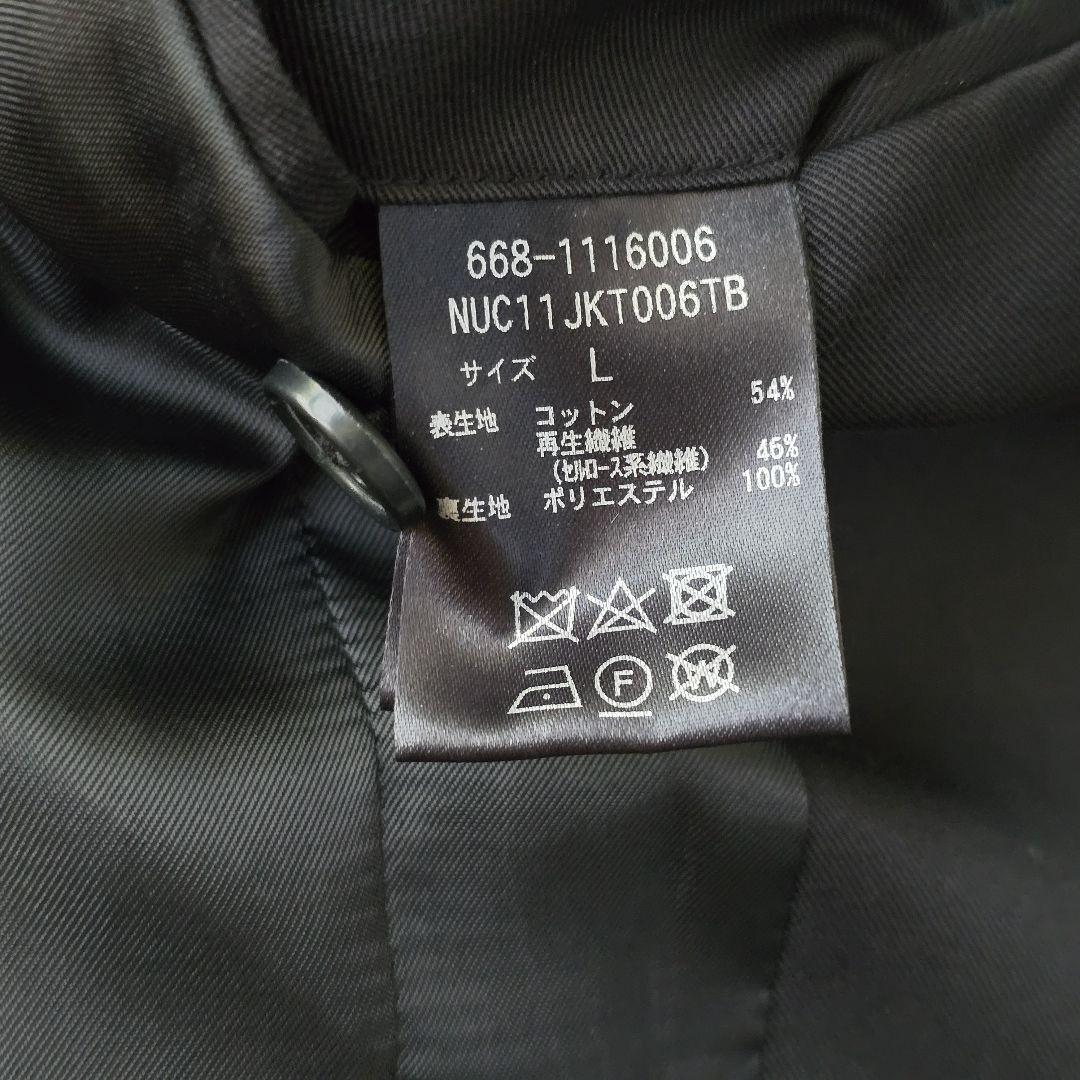 668-1116006
NUC11JKT006TB
サイズ L
表生地 コットン 54%
再生繊維
(セルロース系繊維) 46%
裏生地 ポリエステル 100%
F
W